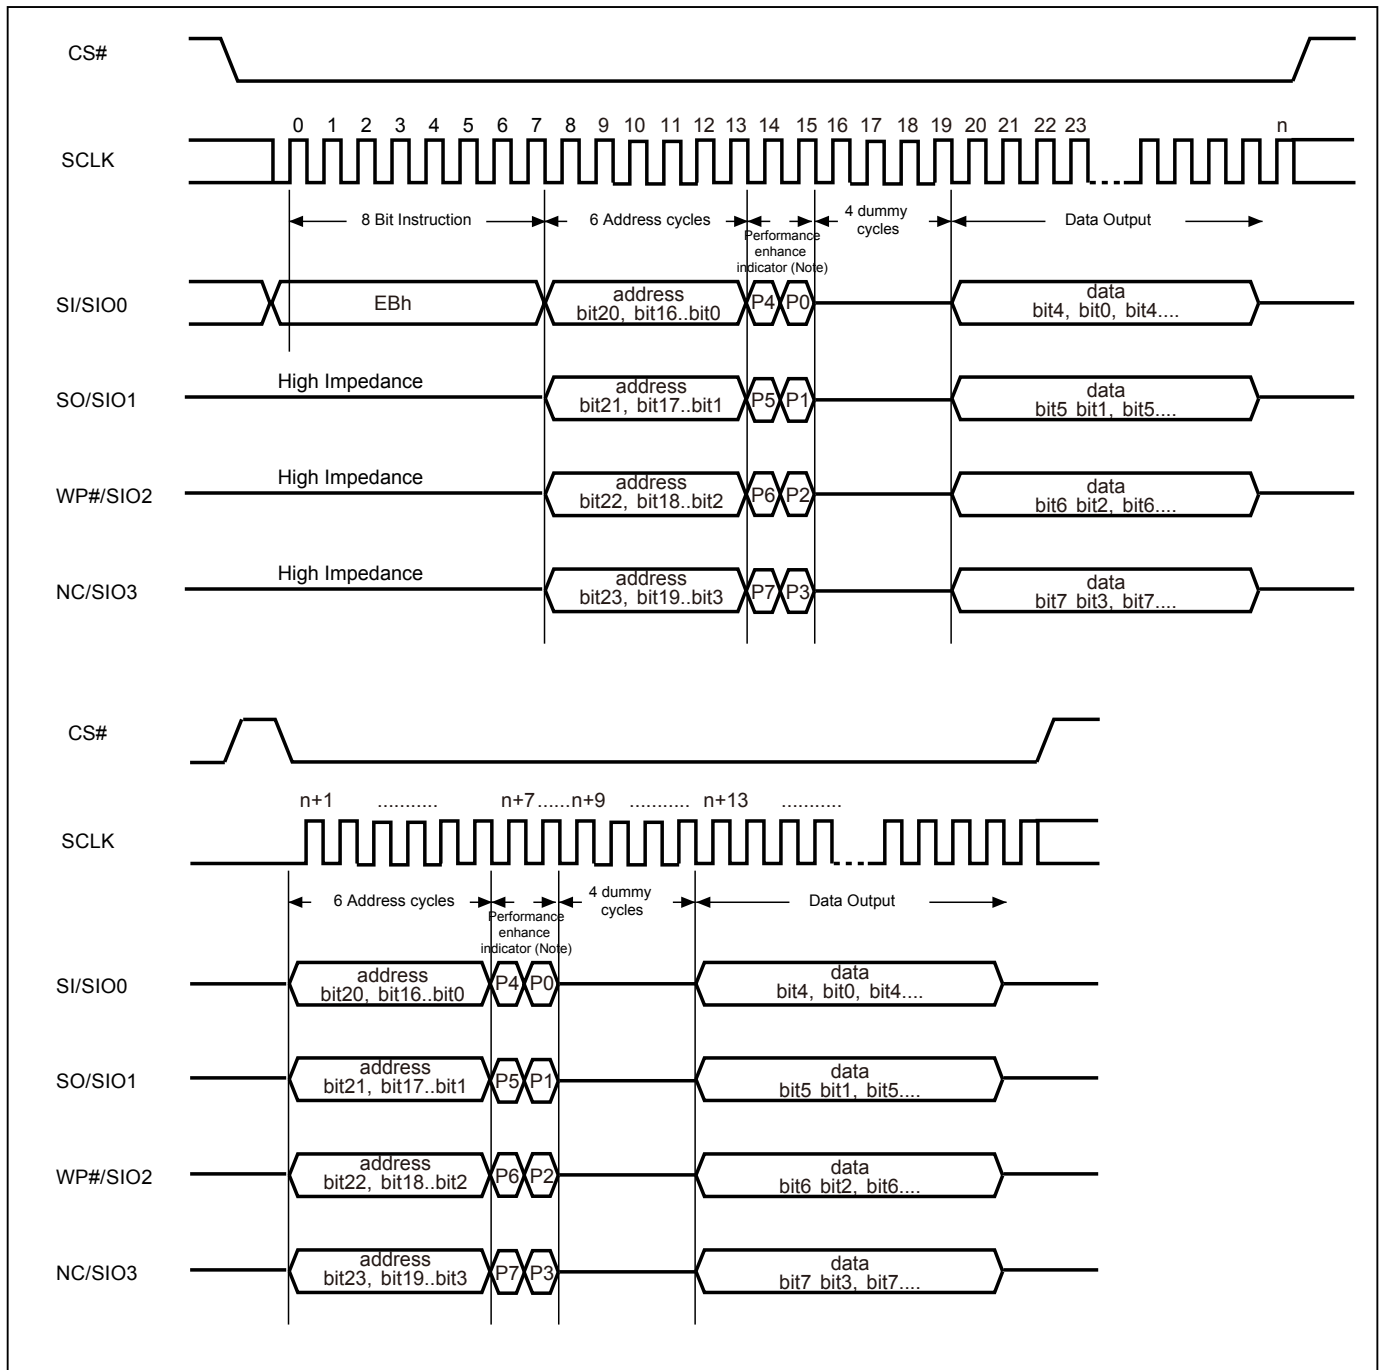 CS#
0 1 2 3 4 5 6 7 8 9 10 11 12 13 14 15 16 17 18 19 20 21 22 23 n
SCLK
8 Bit Instruction
6 Address cycles
Performance
enhance
indicator (Note)
4 dummy
cycles
Data Output
SI/SIO0
EBh
address
bit20, bit16..bit0
P4 P0
data
bit4, bit0, bit4....
SO/SIO1
High Impedance
address
bit21, bit17..bit1
P5 P1
data
bit5 bit1, bit5....
WP#/SIO2
High Impedance
address
bit22, bit18..bit2
P6 P2
data
bit6 bit2, bit6....
NC/SIO3
High Impedance
address
bit23, bit19..bit3
P7 P3
data
bit7 bit3, bit7....
CS#
n+1 ........... n+7......n+9 ........... n+13 ...........
SCLK
6 Address cycles
Performance
enhance
indicator (Note)
4 dummy
cycles
Data Output
SI/SIO0
address
bit20, bit16..bit0
P4 P0
data
bit4, bit0, bit4....
SO/SIO1
address
bit21, bit17..bit1
P5 P1
data
bit5 bit1, bit5....
WP#/SIO2
address
bit22, bit18..bit2
P6 P2
data
bit6 bit2, bit6....
NC/SIO3
address
bit23, bit19..bit3
P7 P3
data
bit7 bit3, bit7....